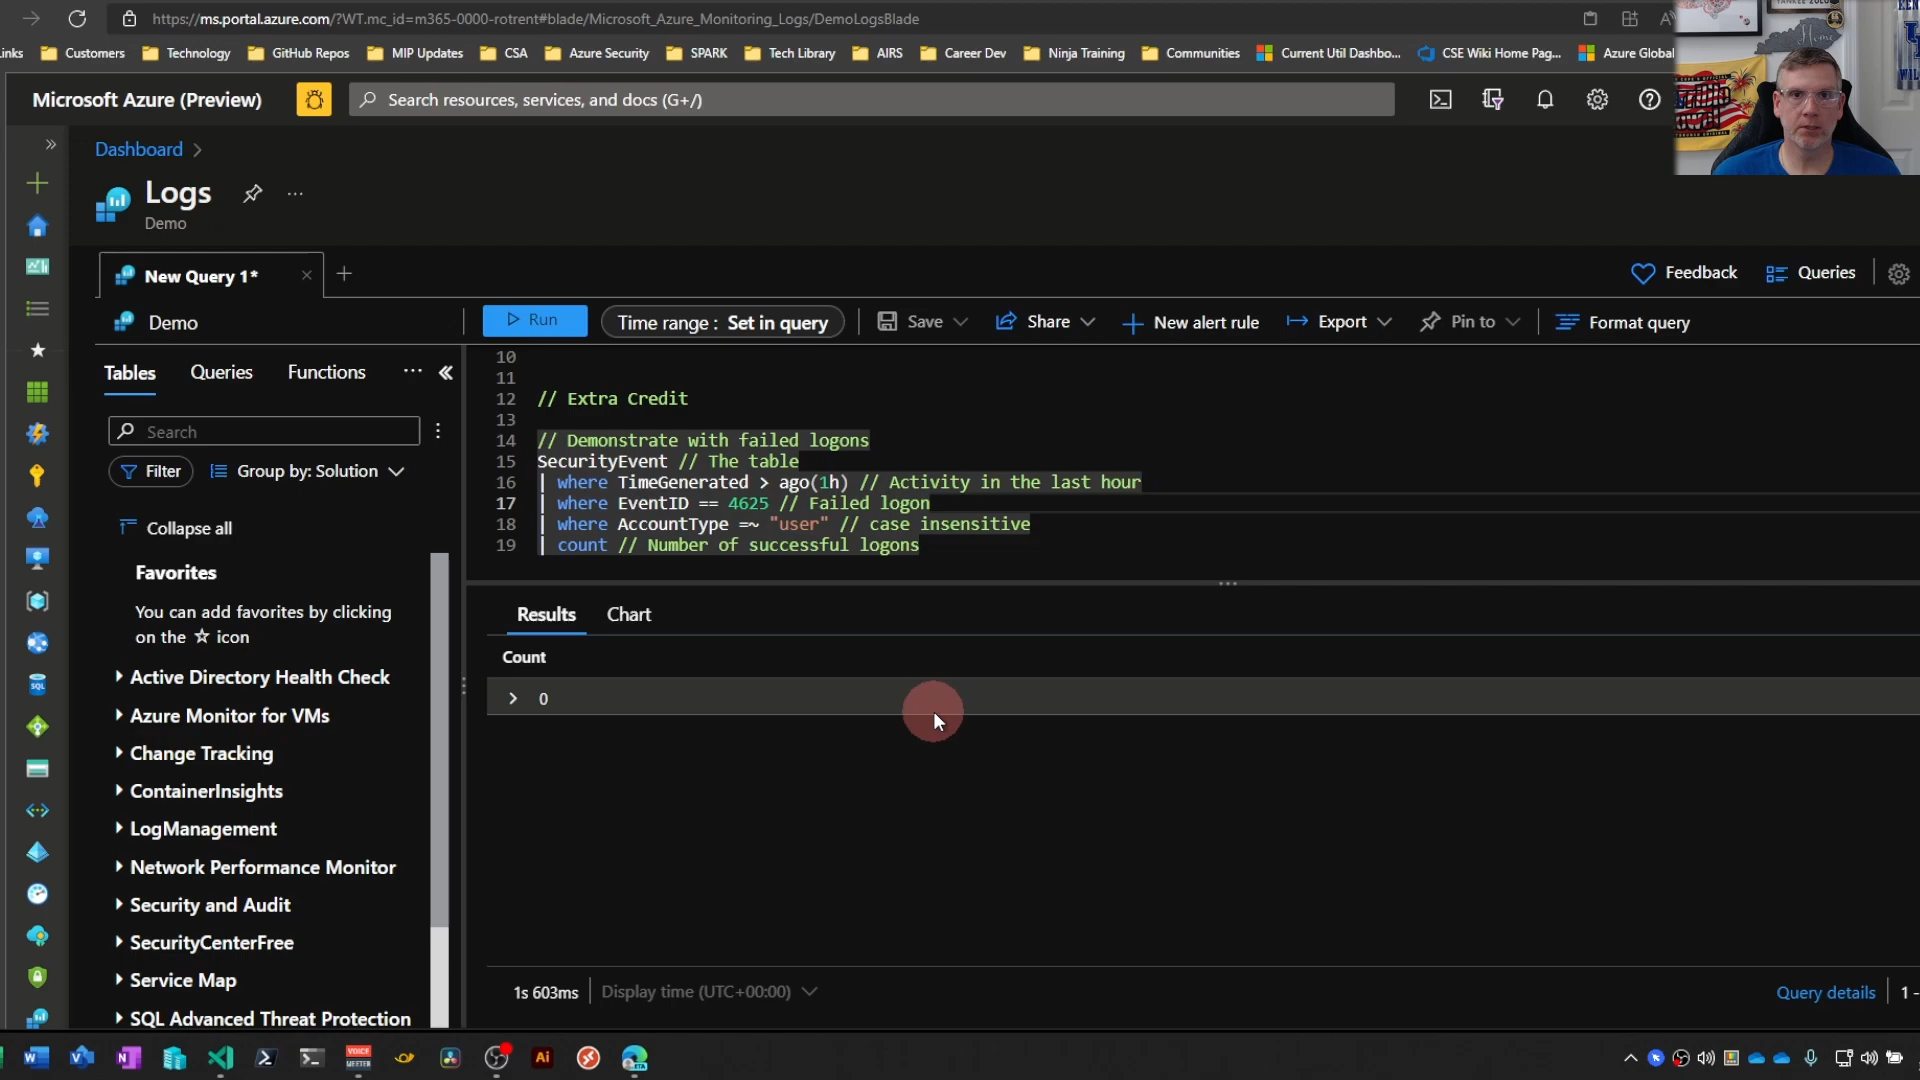 https://ms.portal.azure.com/?WT.mc_id=m365-0000-rotrent#blade/Microsoft_Azure_Monitoring_Logs/DemoLogsBlade
inks Customers Technology GitHub Repos MIP Updates CSA Azure Security SPARK Tech Library AIRS Career Dev Ninja Training Communities Current Util Dashbo... CSE Wiki Home Pag... Azure Global
Microsoft Azure (Preview)
Search resources, services, and docs (G+/)
Dashboard
Logs
Demo
New Query 1*
Feedback
Queries
Demo
Run
Time range : Set in query
Save
Share
New alert rule
Export
Pin to
Format query
Tables
Queries
Functions
Search
Filter
Group by: Solution
Collapse all
Favorites
You can add favorites by clicking
on the ☆ icon
Active Directory Health Check
Azure Monitor for VMs
Change Tracking
ContainerInsights
LogManagement
Network Performance Monitor
Security and Audit
SecurityCenterFree
Service Map
SQL Advanced Threat Protection
10
11
12 // Extra Credit
13
14 // Demonstrate with failed logons
15 SecurityEvent // The table
16 | where TimeGenerated > ago(1h) // Activity in the last hour
17 | where EventID == 4625 // Failed logon
18 | where AccountType =~ "user" // case insensitive
19 | count // Number of successful logons
Results
Chart
Count
0
1s 603ms
Display time (UTC+00:00)
Query details
1 -